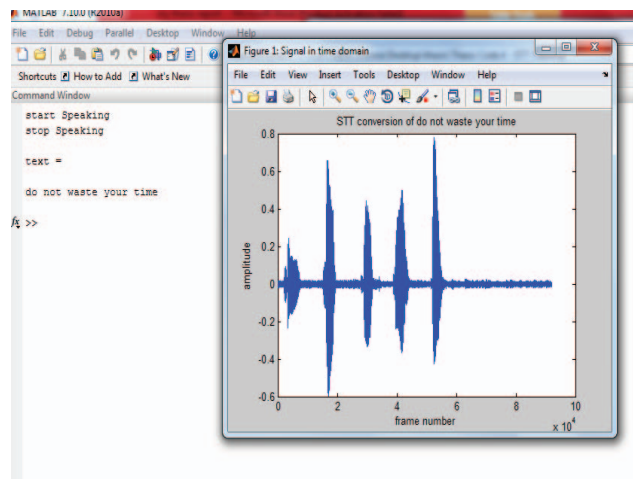 MATLAB 7.10.0 (R2010a)
File Edit Debug Parallel Desktop Window Help
Shortcuts How to Add What's New
Command Window
start Speaking
stop Speaking
text =
do not waste your time
fx >>
Figure 1: Signal in time domain
File Edit View Insert Tools Desktop Window Help
STT conversion of do not waste your time
0.8
0.6
0.4
0.2
0
-0.2
-0.4
-0.6
amplitude
0 2 4 6 8 10
frame number
x 10^4